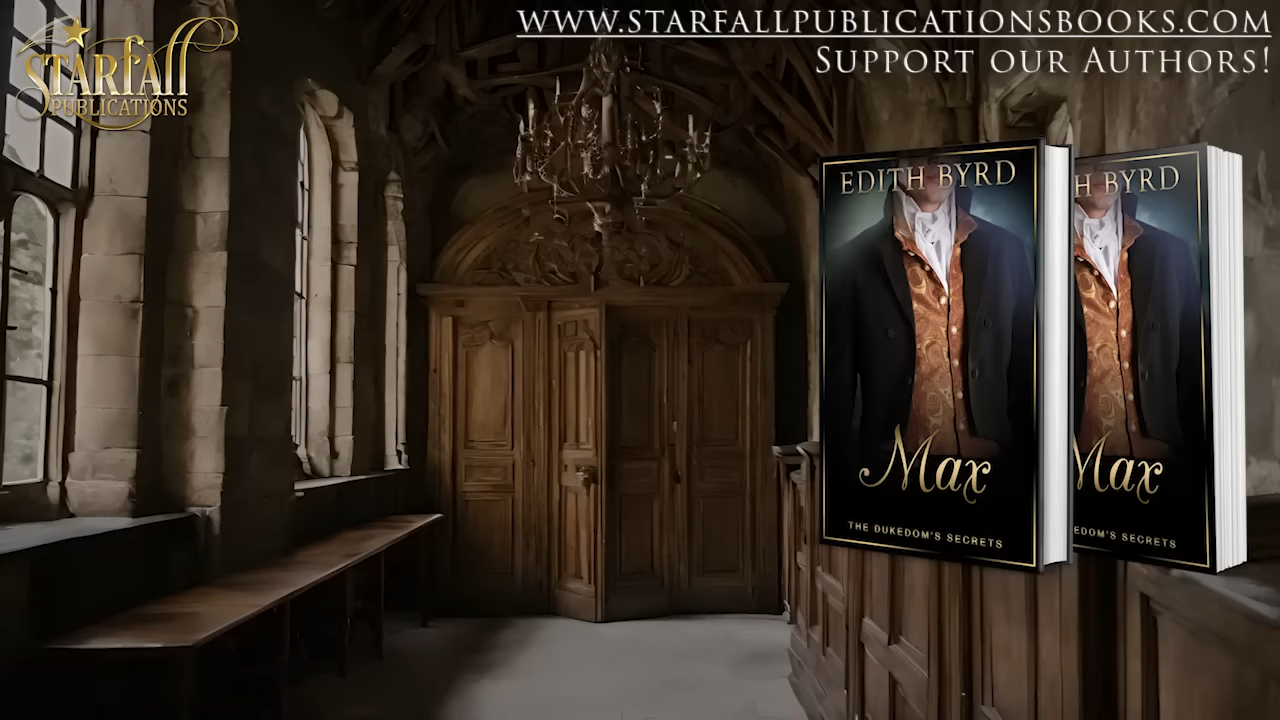 STARFALL
PUBLICATIONS
WWW.STARFALLPUBLICATIONSBOOKS.COM
SUPPORT OUR AUTHORS!
EDITH BYRD
Max
THE DUKEDOM'S SECRETS
H BYRD
Max
EDOM'S SECRETS